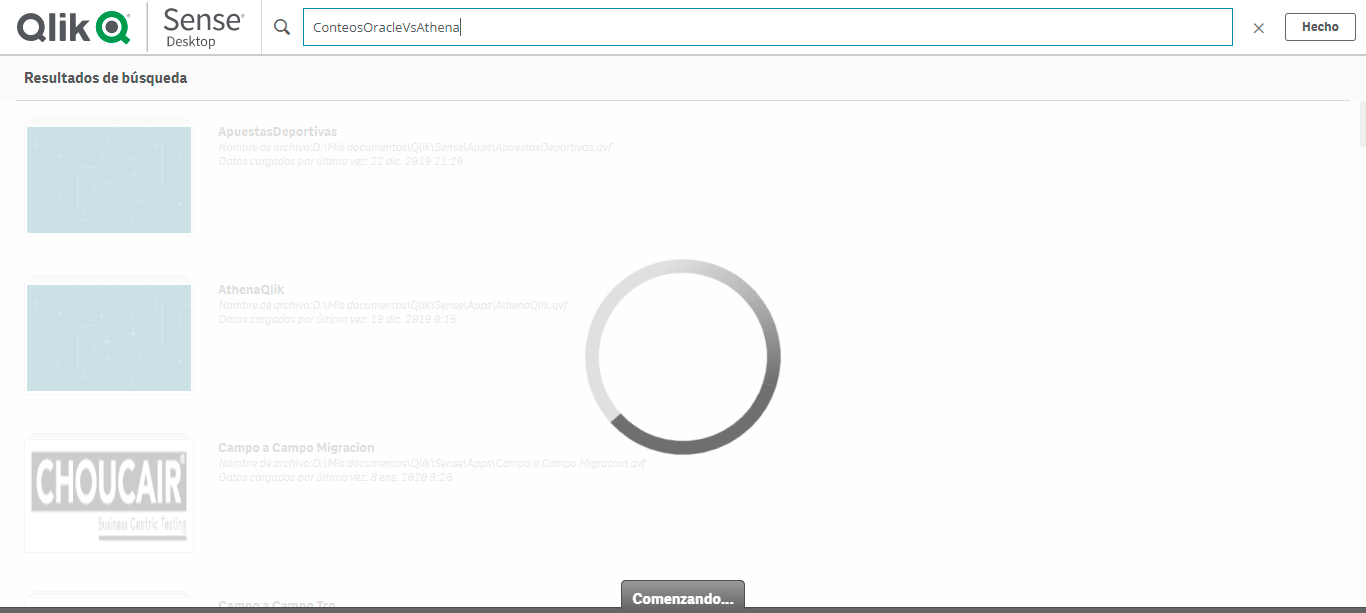 Qlik Sense®
Desktop
ConteosOracleVsAthena
Hecho
Resultados de búsqueda
ApuestasDeportivas
Nombre de archivo:D:\Mis documentos\Qlik\Sense\Apps\ApuestasDeportivas.qvf
Datos cargados por última vez: 22 dic. 2019 21:20
AthenaQlik
Nombre de archivo:D:\Mis documentos\Qlik\Sense\Apps\AthenaQlik.qvf
Datos cargados por última vez: 19 dic. 2019 8:15
Campo a Campo Migracion
Nombre de archivo:D:\Mis documentos\Qlik\Sense\Apps\Campo a Campo Migracion.qvf
Datos cargados por última vez: 8 ene. 2020 9:26
CHOUCAIR®
Business Centric Testing
Campo a Campo Trn
Comenzando...